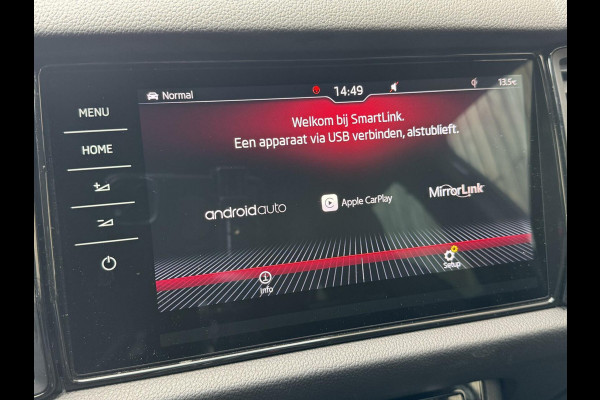 MENU
HOME
Normal
14:49
13.5°C
Welkom bij SmartLink.
Een apparaat via USB verbinden, alstublieft.
androidauto
Apple CarPlay
MirrorLink
Info
Setup